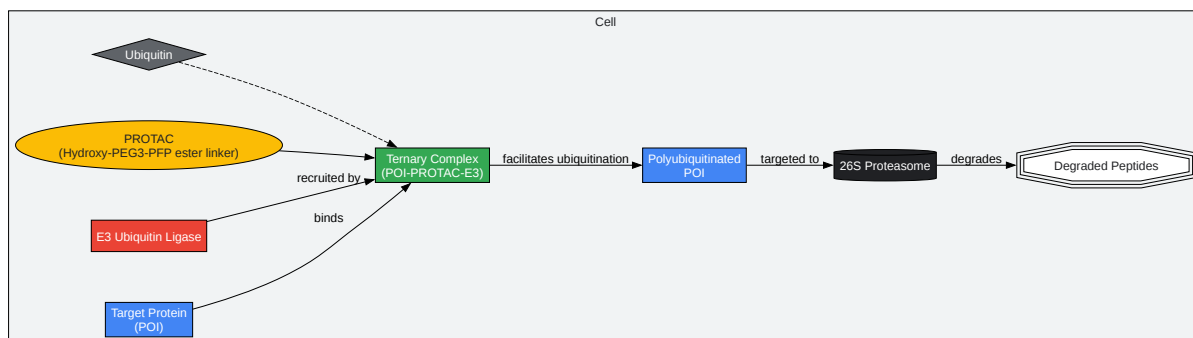 Cell
Ubiquitin
PROTAC
(Hydroxy-PEG3-PFP ester linker)
recruited by
E3 Ubiquitin Ligase
binds
Target Protein
(POI)
Ternary Complex
(POI-PROTAC-E3)
facilitates ubiquitination
Polyubiquitinated
POI
targeted to
26S Proteasome
degrades
Degraded Peptides